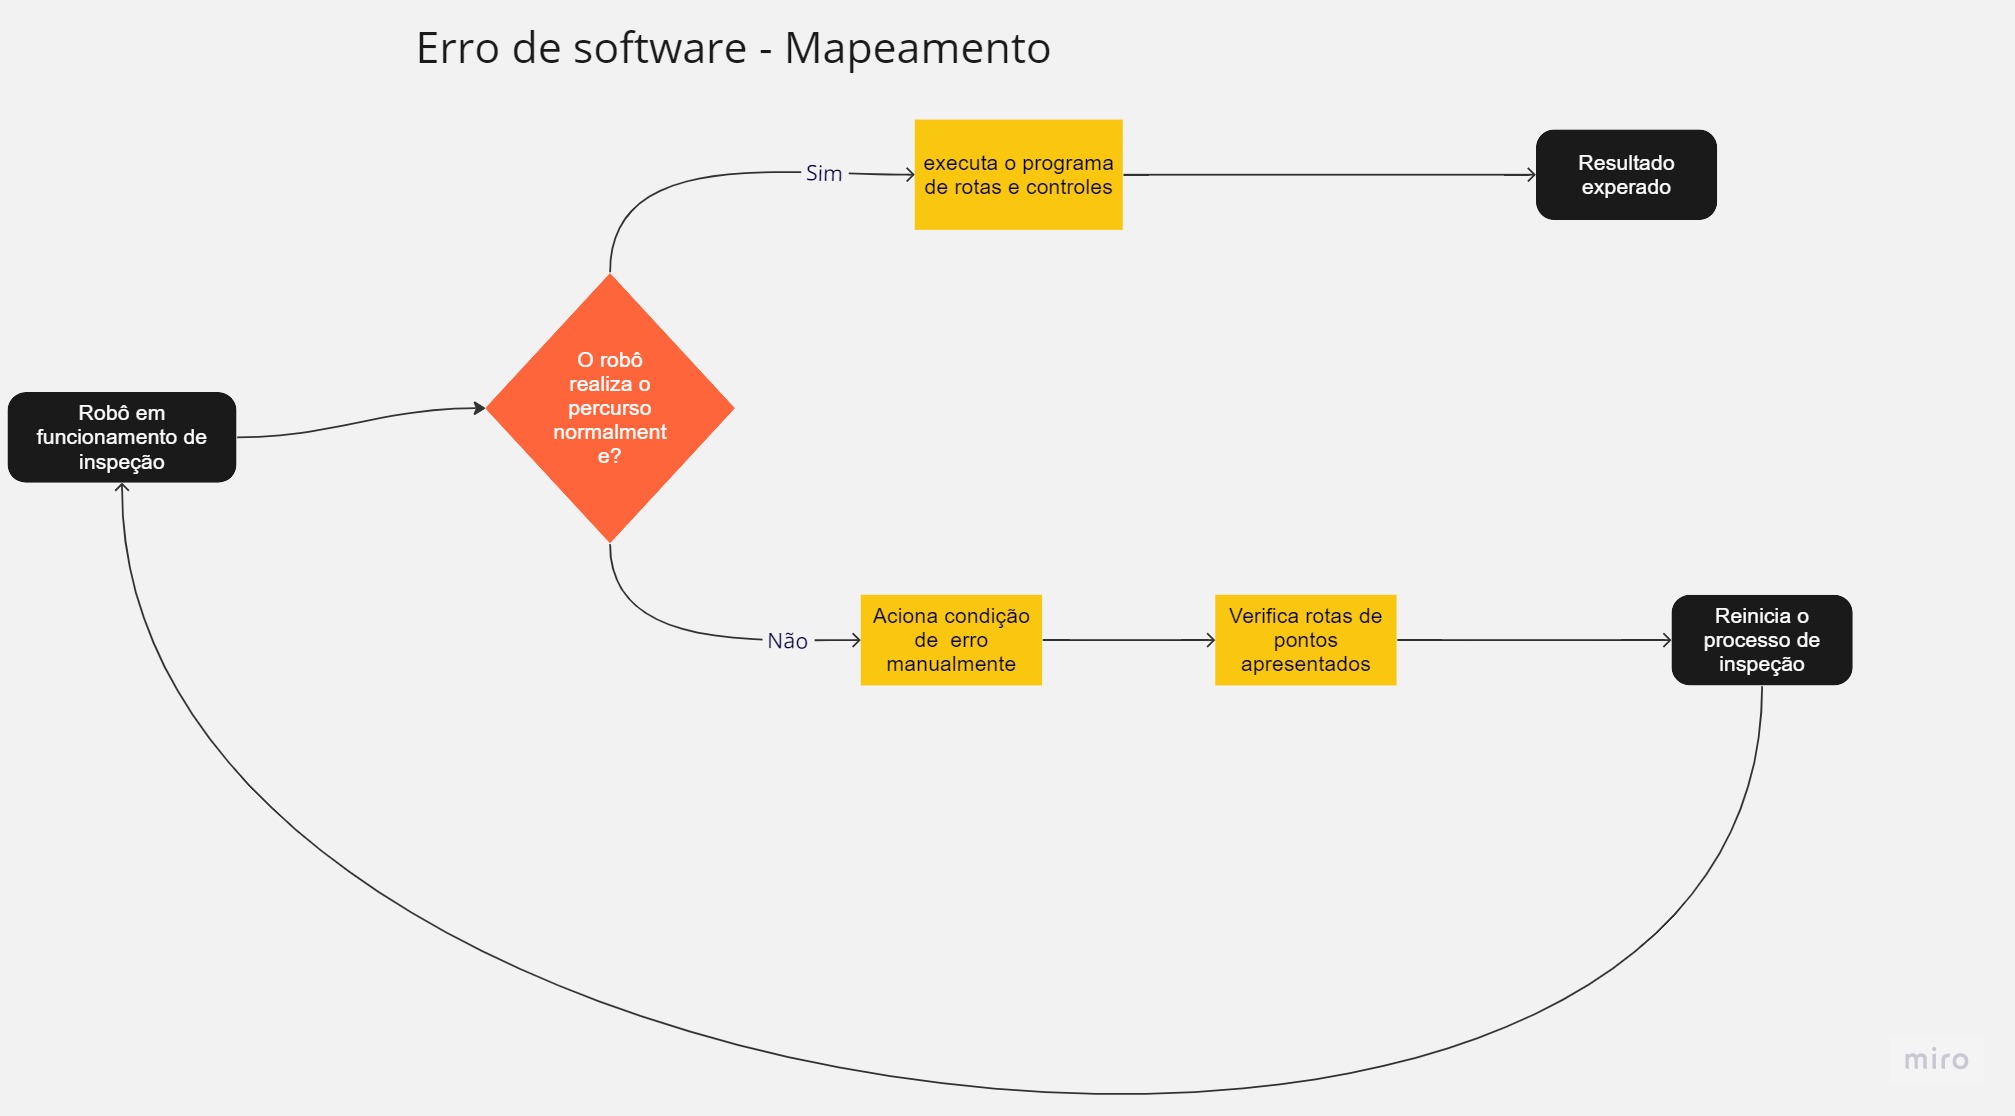 Erro de software - Mapeamento
Sim
executa o programa
de rotas e controles
Resultado
experado
O robô
realiza o
percurso
normalment
e?
Robô em
funcionamento de
inspeção
Não
Aciona condição
de  erro
manualmente
Verifica rotas de
pontos
apresentados
Reinicia o
processo de
inspeção
miro